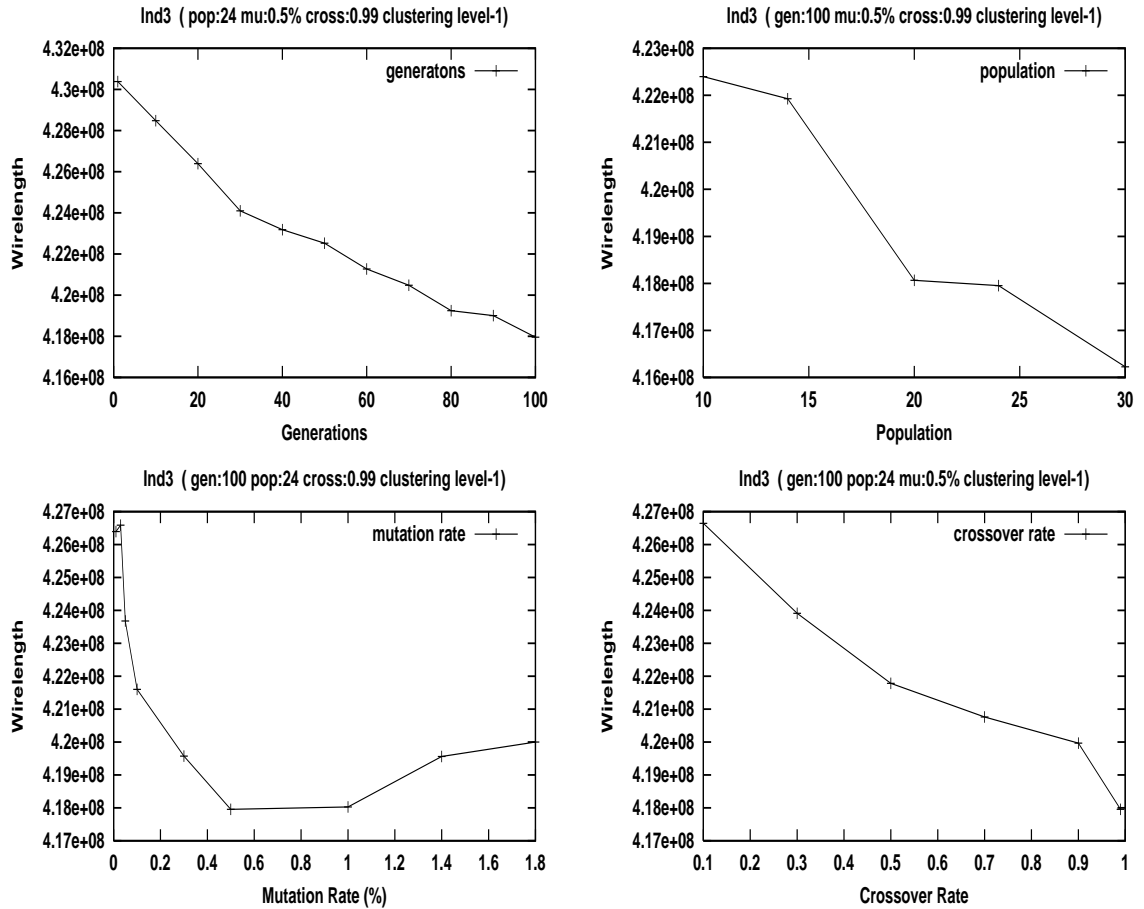 Ind3 ( pop:24 mu:0.5% cross:0.99 clustering level-1)
4.32e+08
4.3e+08
4.28e+08
4.26e+08
4.24e+08
4.22e+08
4.2e+08
4.18e+08
4.16e+08
Wirelength
generatons
0 20 40 60 80 100
Generations
Ind3 ( gen:100 mu:0.5% cross:0.99 clustering level-1)
4.23e+08
4.22e+08
4.21e+08
4.2e+08
4.19e+08
4.18e+08
4.17e+08
4.16e+08
Wirelength
population
10 15 20 25 30
Population
Ind3 ( gen:100 pop:24 cross:0.99 clustering level-1)
4.27e+08
4.26e+08
4.25e+08
4.24e+08
4.23e+08
4.22e+08
4.21e+08
4.2e+08
4.19e+08
4.18e+08
4.17e+08
Wirelength
mutation rate
0 0.2 0.4 0.6 0.8 1 1.2 1.4 1.6 1.8
Mutation Rate (%)
Ind3 ( gen:100 pop:24 mu:0.5% clustering level-1)
4.27e+08
4.26e+08
4.25e+08
4.24e+08
4.23e+08
4.22e+08
4.21e+08
4.2e+08
4.19e+08
4.18e+08
4.17e+08
Wirelength
crossover rate
0.1 0.2 0.3 0.4 0.5 0.6 0.7 0.8 0.9 1
Crossover Rate